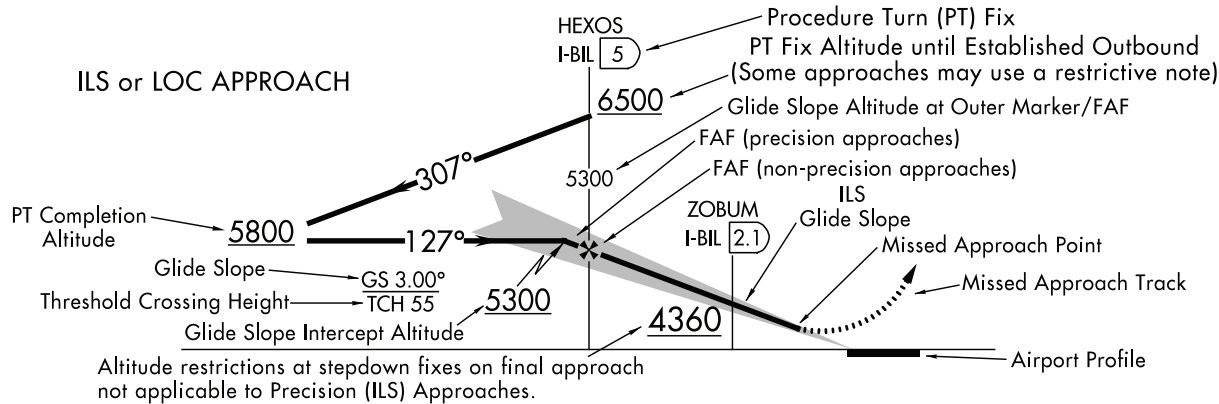 HEXOS
I-BIL 5
Procedure Turn (PT) Fix
PT Fix Altitude until Established Outbound
(Some approaches may use a restrictive note)
ILS or LOC APPROACH
6500
Glide Slope Altitude at Outer Marker/FAF
FAF (precision approaches)
FAF (non-precision approaches)
307°
5300
ILS
Glide Slope
PT Completion
Altitude
5800
127°
ZOBUM
I-BIL 2.1
Missed Approach Point
Missed Approach Track
Glide Slope
GS 3.00°
Threshold Crossing Height
TCH 55
5300
Glide Slope Intercept Altitude
4360
Altitude restrictions at stepdown fixes on final approach
not applicable to Precision (ILS) Approaches.
Airport Profile